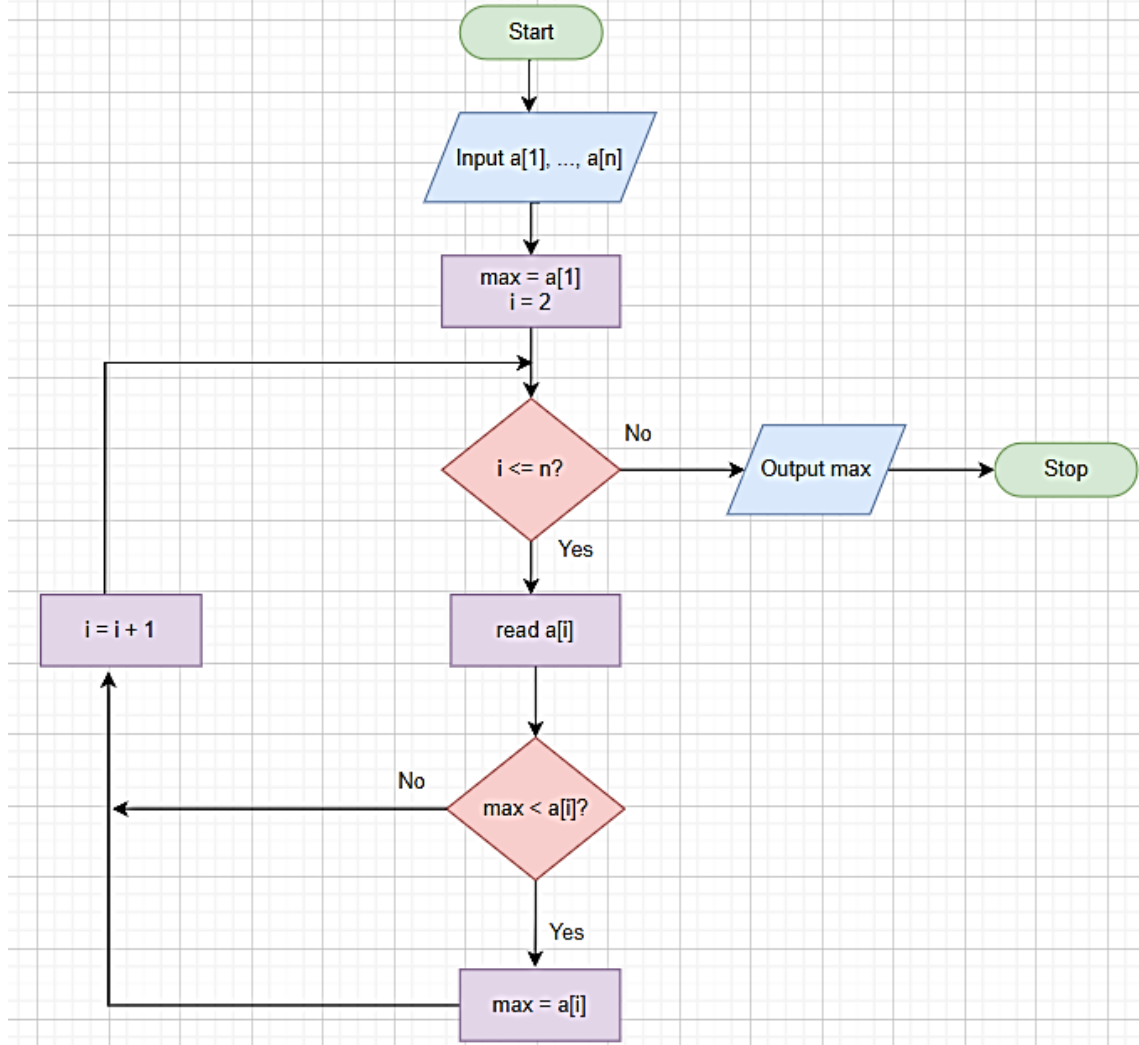 Start
Input a[1], ..., a[n]
max = a[1]
i = 2
i <= n?
No
Output max
Stop
Yes
read a[i]
i = i + 1
max < a[i]?
No
Yes
max = a[i]